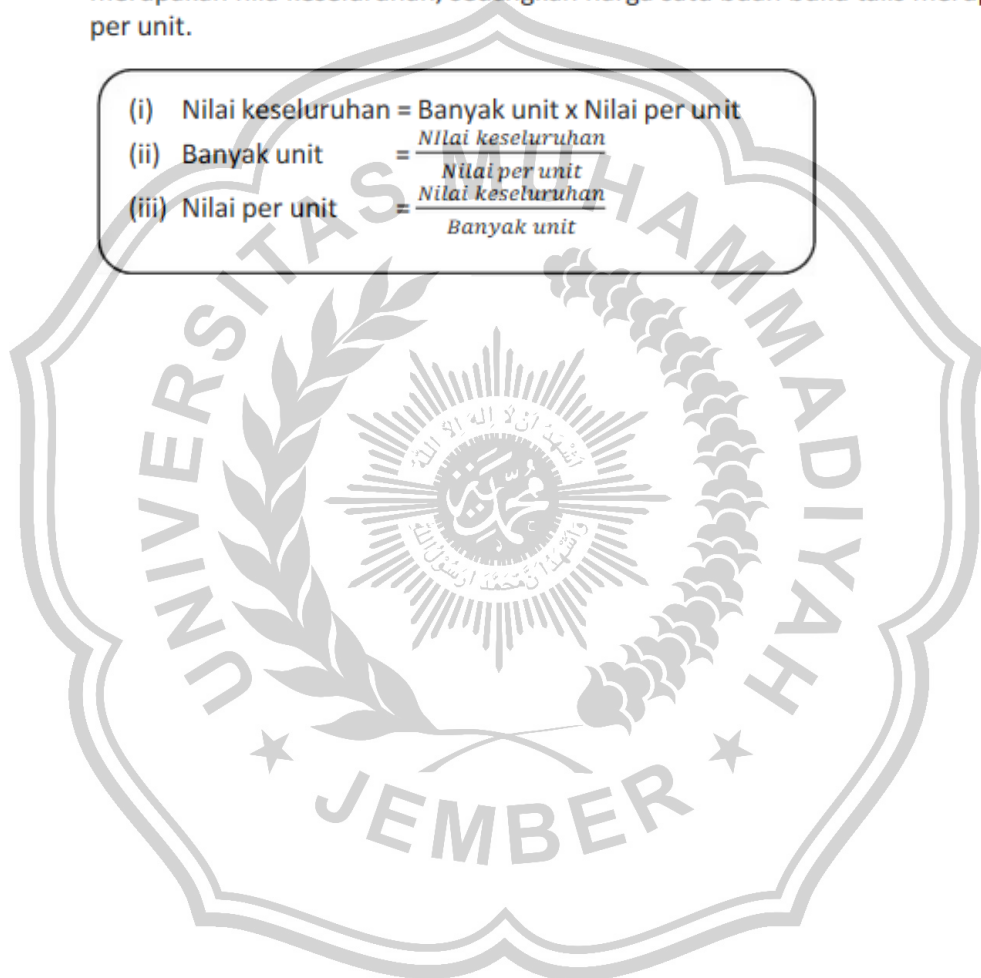 per unit.
(i) Nilai keseluruhan = Banyak unit x Nilai per unit
(ii) Banyak unit = NIlai keseluruhan
Nilai per unit
(iii) Nilai per unit = Nilai keseluruhan
Banyak unit
UNIVERSITAS MUHAMMADIYAH
JEMBER